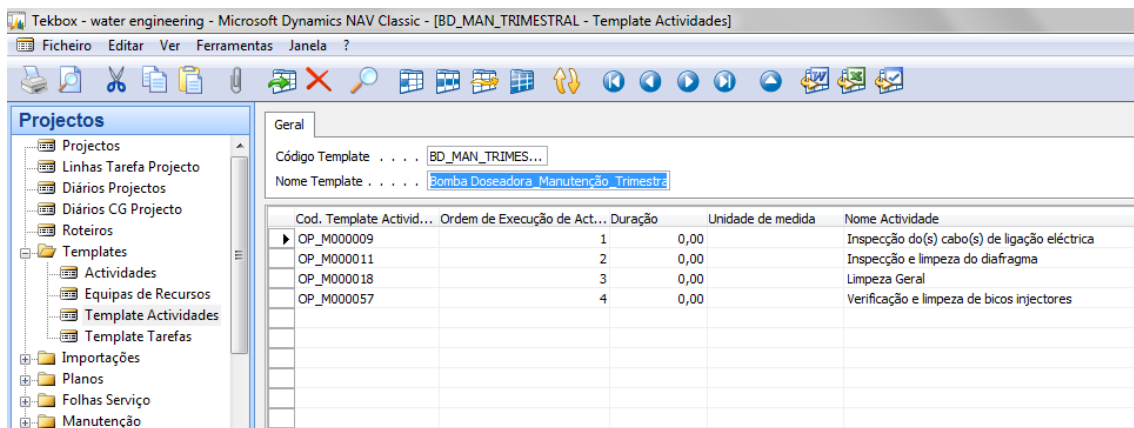 Tekbox - water engineering - Microsoft Dynamics NAV Classic - [BD_MAN_TRIMESTRAL - Template Actividades]
Ficheiro Editar Ver Ferramentas Janela ?
Projectos
Projectos
Linhas Tarefa Projecto
Diários Projectos
Diários CG Projecto
Roteiros
Templates
Actividades
Equipas de Recursos
Template Actividades
Template Tarefas
Importações
Planos
Folhas Serviço
Manutenção
Geral
Código Template . . . . BD_MAN_TRIMES...
Nome Template . . . . . Bomba Doseadora_Manutenção_Trimestra
Cod. Template Activid... Ordem de Execução de Act... Duração Unidade de medida Nome Actividade
OP_M000009 1 0,00 Inspecção do(s) cabo(s) de ligação eléctrica
OP_M000011 2 0,00 Inspecção e limpeza do diafragma
OP_M000018 3 0,00 Limpeza Geral
OP_M000057 4 0,00 Verificação e limpeza de bicos injectores